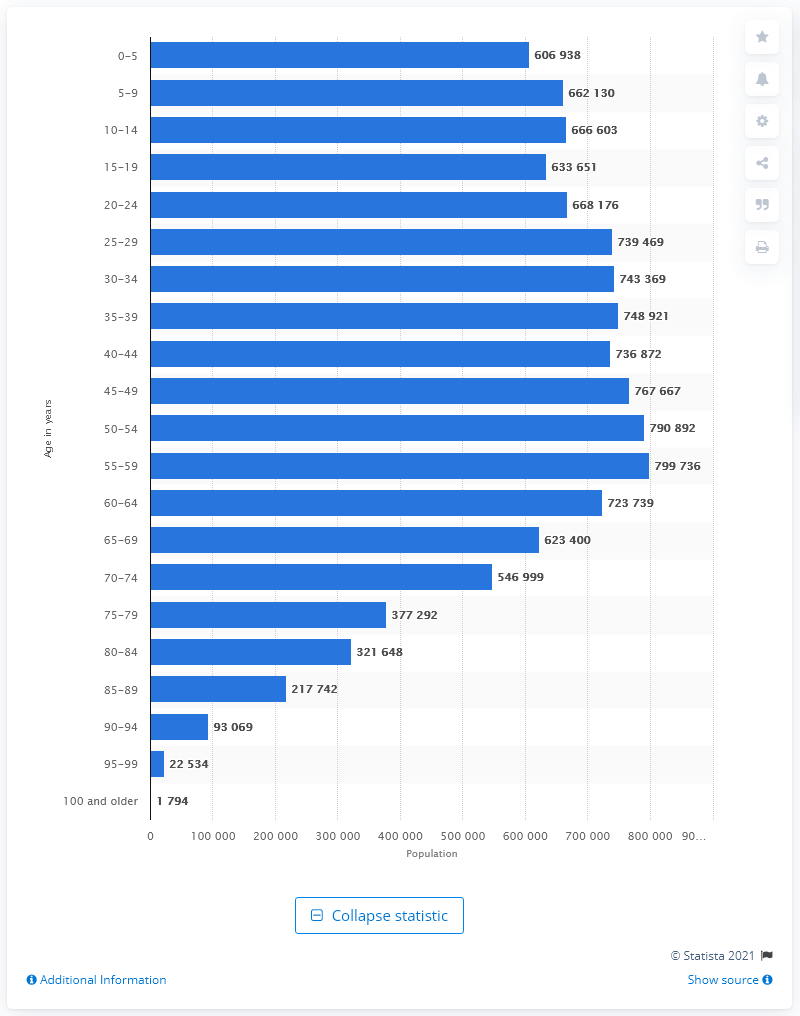 0–5 606 938
5–9 662 130
10–14 666 603
15–19 633 651
20–24 668 176
25–29 739 469
30–34 743 369
35–39 748 921
40–44 736 872
45–49 767 667
50–54 790 892
55–59 799 736
60–64 723 739
65–69 623 400
70–74 546 999
75–79 377 292
80–84 321 648
85–89 217 742
90–94 93 069
95–99 22 534
100 and older 1 794
Age in years
0 100 000 200 000 300 000 400 000 500 000 600 000 700 000 800 000 90...
Population
Collapse statistic
© Statista 2021
Additional Information Show source